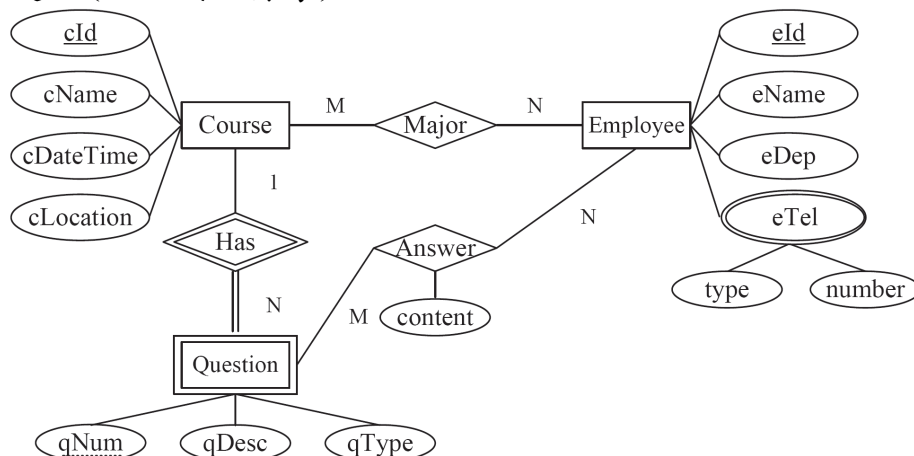 cId
eId
cName
M
N
eName
Course
Major
Employee
cDateTime
eDep
1
cLocation
N
eTel
Has
Answer
type
number
N
M
content
Question
qNum
qDesc
qType